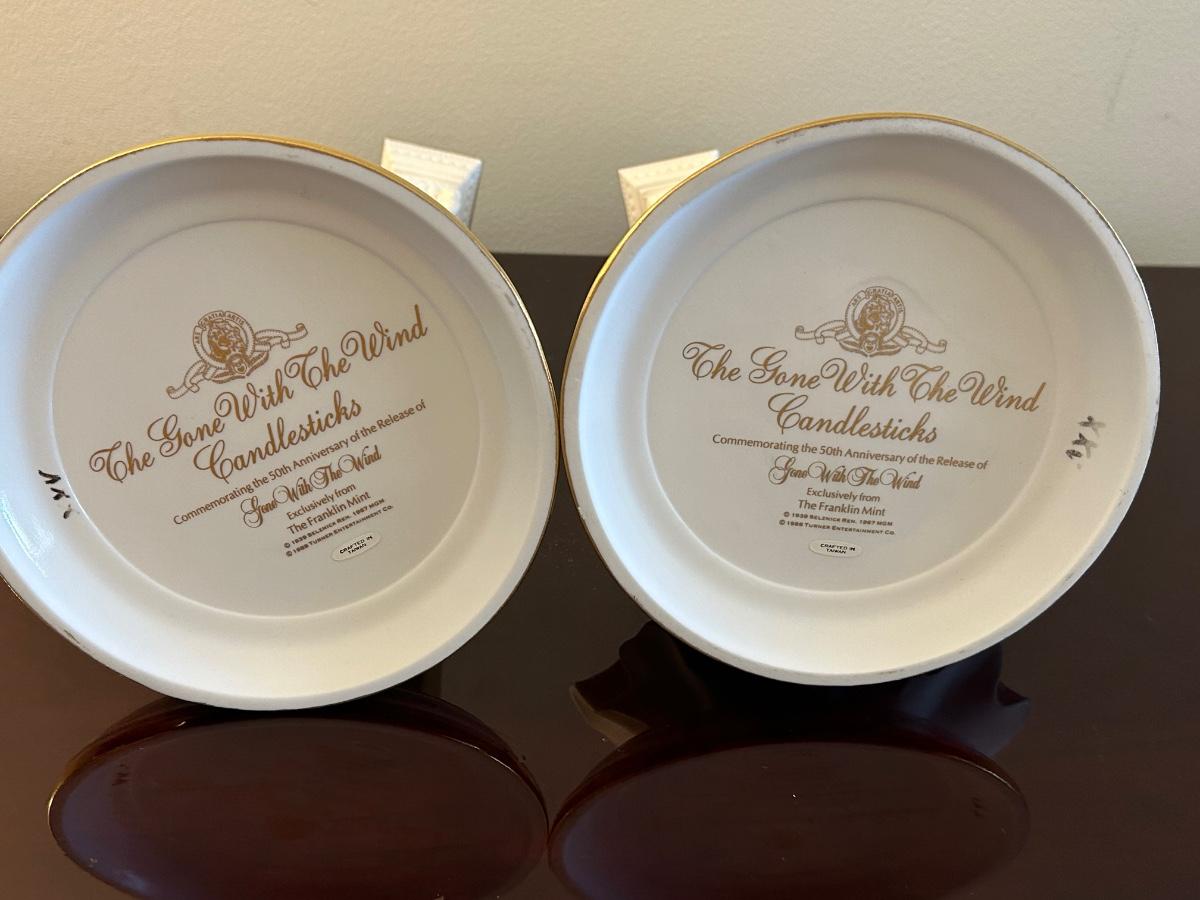 ARS GRATIA ARTIS
The Gone With The Wind
Candlesticks
Commemorating the 50th Anniversary of the Release of
Gone With The Wind
Exclusively from
The Franklin Mint
© 1939 SELZNICK REN. 1967 MGM
© 1988 TURNER ENTERTAINMENT CO.
CRAFTED IN
TAIWAN
ARS GRATIA ARTIS
The Gone With The Wind
Candlesticks
Commemorating the 50th Anniversary of the Release of
Gone With The Wind
Exclusively from
The Franklin Mint
© 1939 SELZNICK REN. 1967 MGM
© 1988 TURNER ENTERTAINMENT CO.
CRAFTED IN
TAIWAN